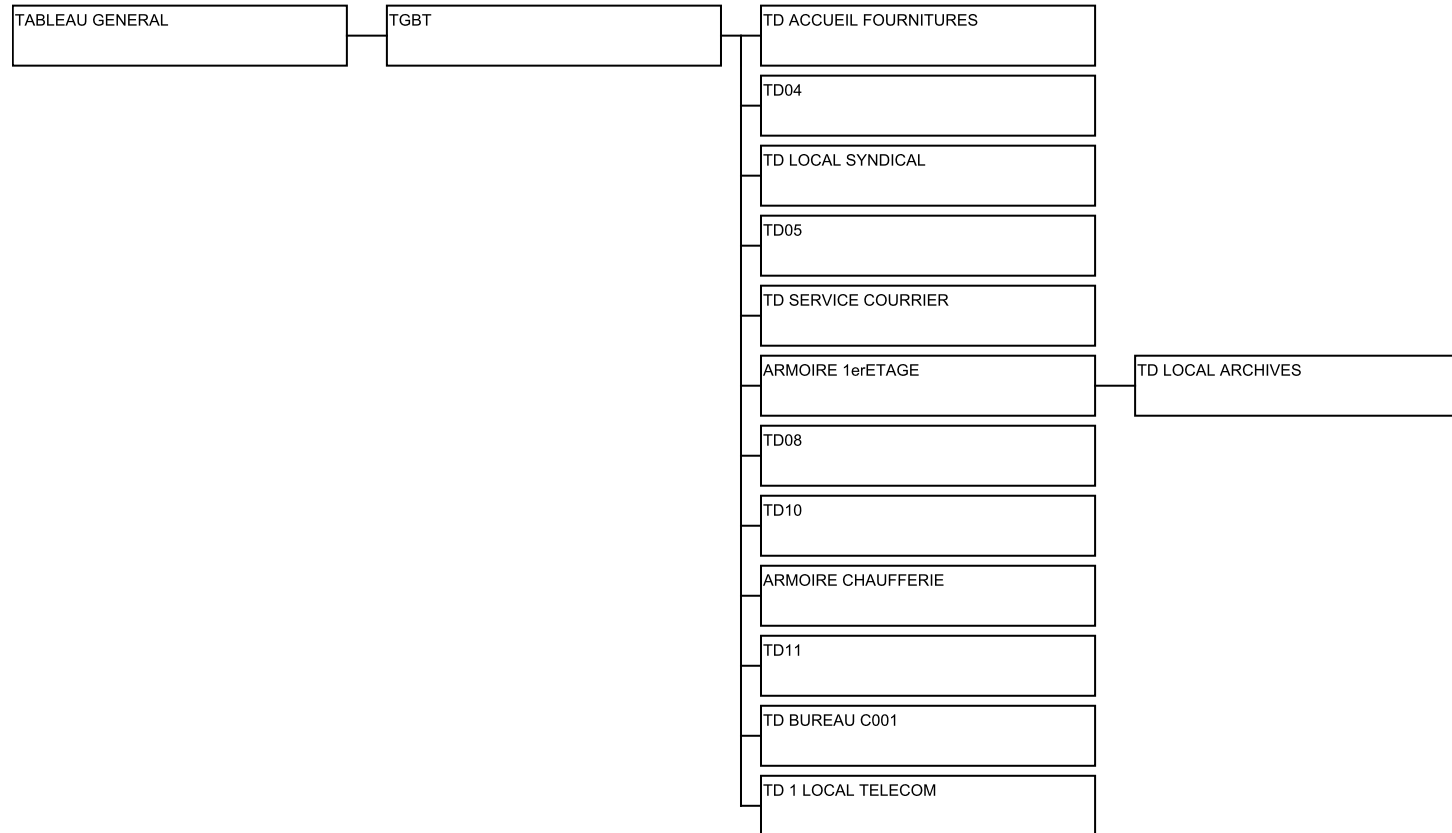 TABLEAU GENERAL
TGBT
TD ACCUEIL FOURNITURES
TD04
TD LOCAL SYNDICAL
TD05
TD SERVICE COURRIER
ARMOIRE 1erETAGE
TD LOCAL ARCHIVES
TD08
TD10
ARMOIRE CHAUFFERIE
TD11
TD BUREAU C001
TD 1 LOCAL TELECOM